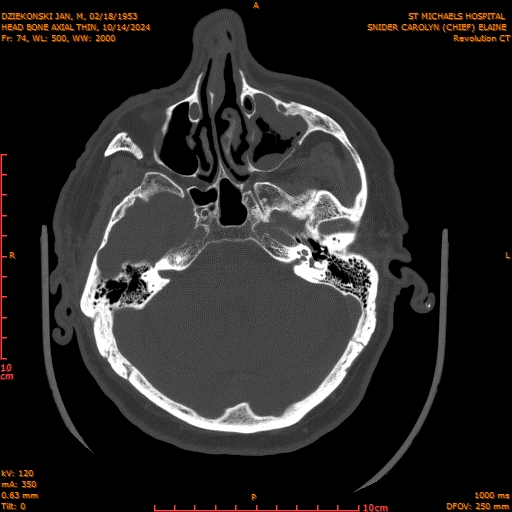 DZIEKONSKI JAN, M, 02/18/1953
HEAD BONE AXIAL THIN, 10/14/2024
Fr: 74, WL: 500, WW: 2000
ST MICHAELS HOSPITAL
SNIDER CAROLYN (CHIEF) ELAINE
Revolution CT
A
R
L
10
cm
kV: 120
mA: 350
0.63 mm
Tilt: 0
P
10cm
1000 ms
DFOV: 250 mm